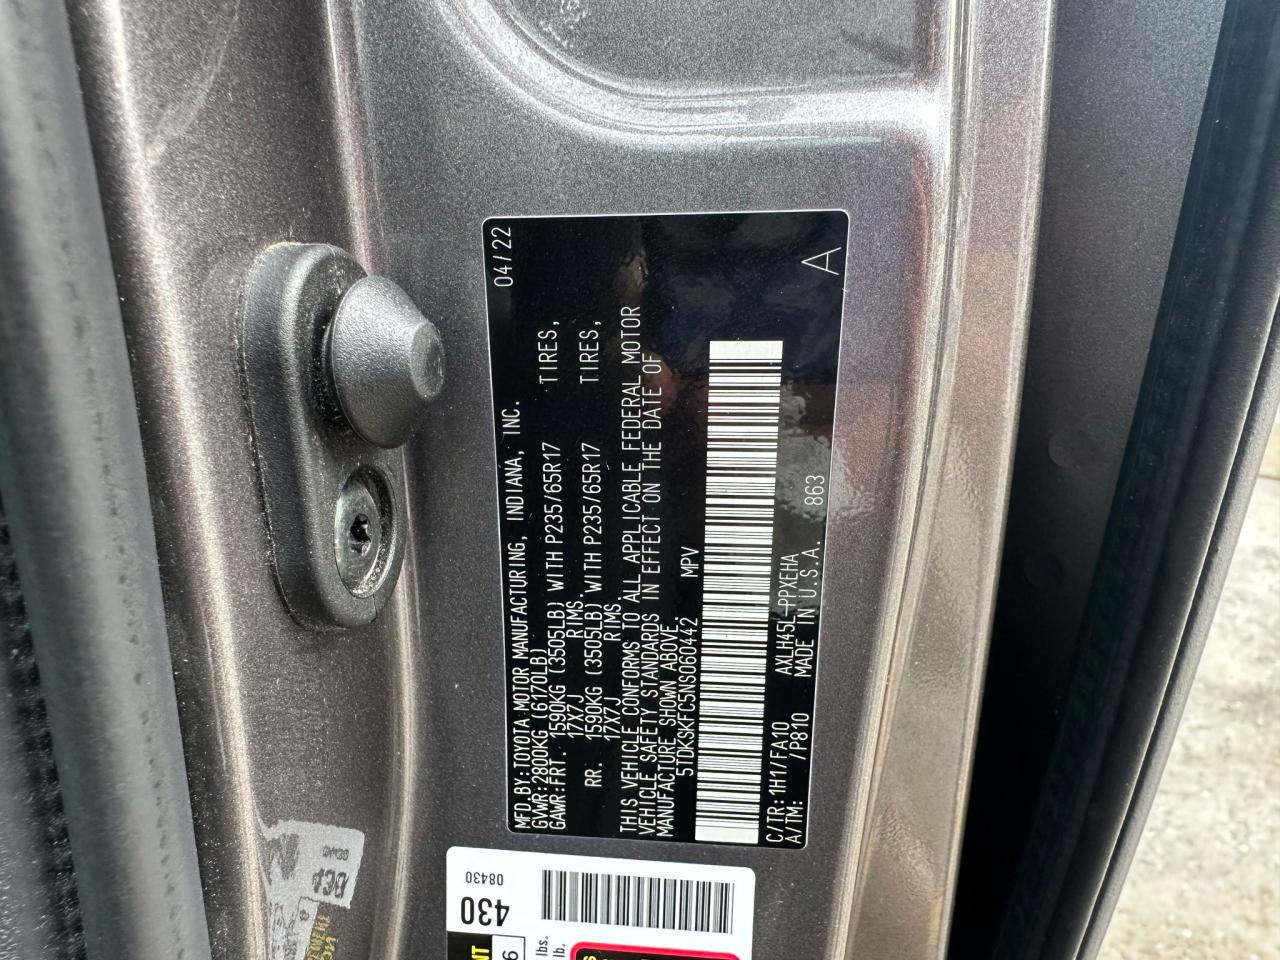 MFD.BY:TOYOTA MOTOR MANUFACTURING, INDIANA, INC. 04/22
GVWR:2800KG (6170LB)
GAWR:FRT. 1590KG (3505LB) WITH P235/65R17 TIRES,
17X7J RIMS.
RR. 1590KG (3505LB) WITH P235/65R17 TIRES,
17X7J RIMS.
THIS VEHICLE CONFORMS TO ALL APPLICABLE FEDERAL MOTOR
VEHICLE SAFETY STANDARDS IN EFFECT ON THE DATE OF
MANUFACTURE SHOWN ABOVE.
5TDKSKFC5NS060442 MPV
C/TR:1H1/FA10 AXLH45L-PPXEHA
A/TM: /P810 MADE IN U.S.A. 863
A
08430
430
lbs.
lb.